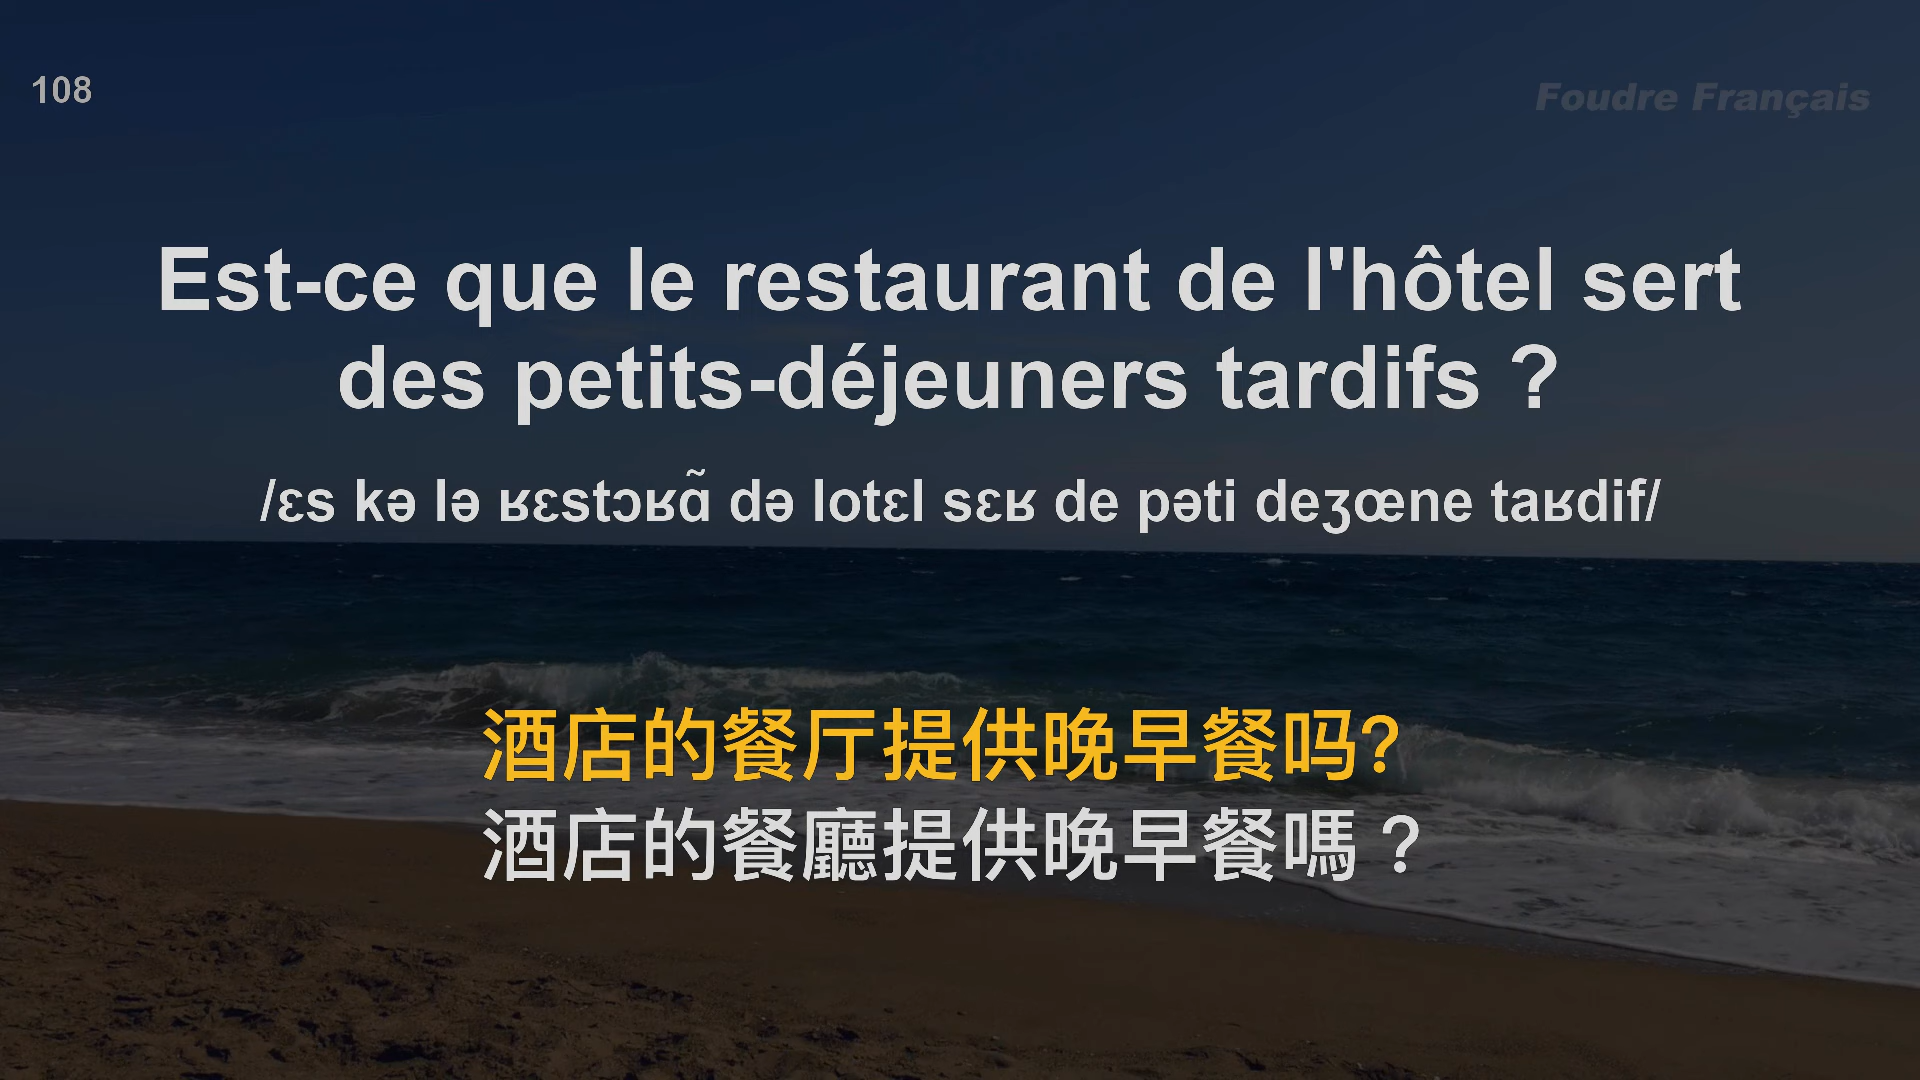 108
Foudre Français
Est-ce que le restaurant de l'hôtel sert
des petits-déjeuners tardifs ?
/ɛs kə lə ʁɛstɔʁɑ̃ də lotɛl sɛʁ de pəti deʒœne taʁdif/
酒店的餐厅提供晚早餐吗?
酒店的餐廳提供晚早餐嗎？